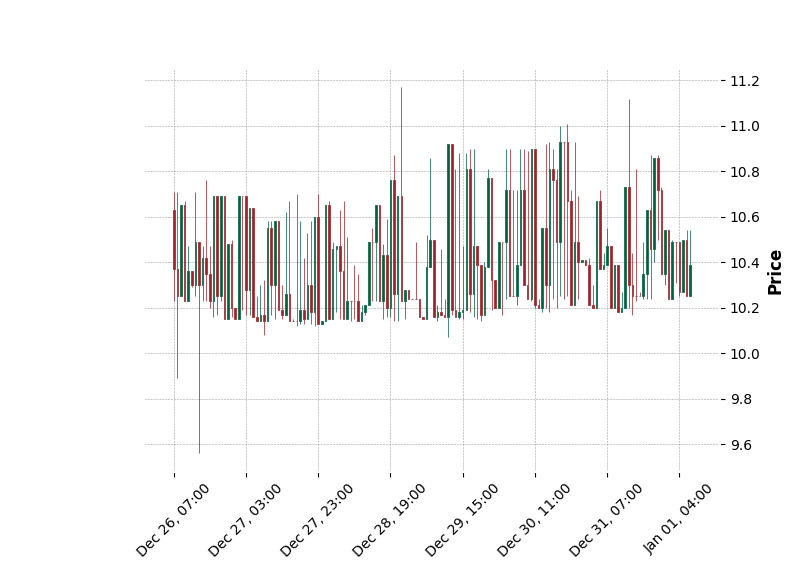 11.2
11.0
10.8
10.6
10.4
10.2
10.0
9.8
9.6
Price
Dec 26, 07:00
Dec 27, 03:00
Dec 27, 23:00
Dec 28, 19:00
Dec 29, 15:00
Dec 30, 11:00
Dec 31, 07:00
Jan 01, 04:00